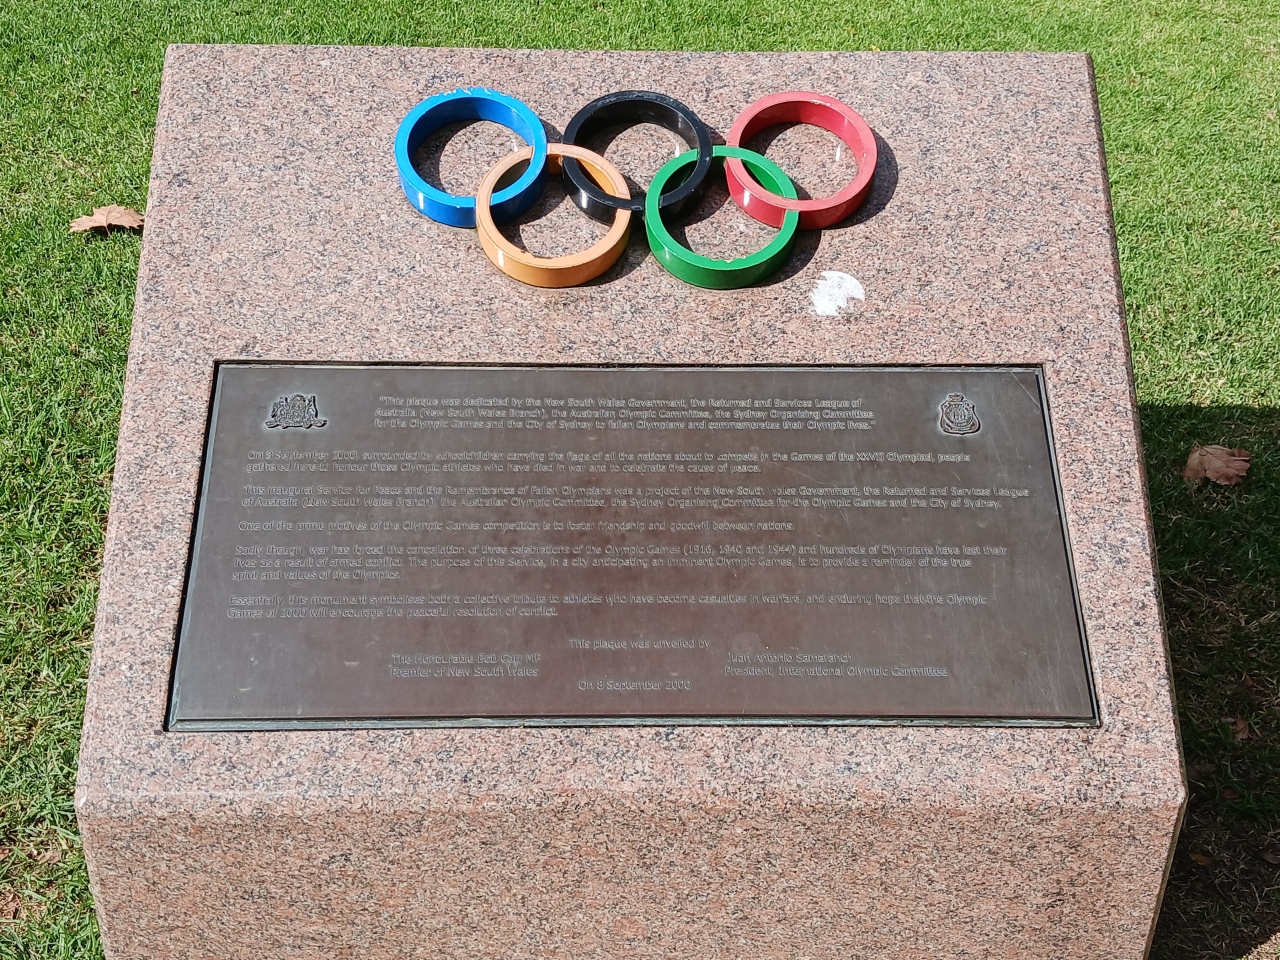 "This plaque was dedicated by the New South Wales Government, the Returned and Services League of
Australia (New South Wales Branch), the Australian Olympic Committee, the Sydney Organising Committee
for the Olympic Games and the City of Sydney to fallen Olympians and commemorates their Olympic lives."
On 8 September 2000, surrounded by schoolchildren carrying the flags of all the nations about to compete in the Games of the XXVII Olympiad, people
gathered here to honour those Olympic athletes who have died in war and to celebrate the cause of peace.
This inaugural Service for Peace and the Remembrance of Fallen Olympians was a project of the New South Wales Government, the Returned and Services League
of Australia (New South Wales Branch), the Australian Olympic Committee, the Sydney Organising Committee for the Olympic Games and the City of Sydney.
One of the prime motives of the Olympic Games competition is to foster friendship and goodwill between nations.
Sadly though, war has forced the cancellation of three celebrations of the Olympic Games (1916, 1940 and 1944) and hundreds of Olympians have lost their
lives as a result of armed conflict. The purpose of this Service, in a city anticipating an imminent Olympic Games, is to provide a reminder of the true
spirit and values of the Olympics.
Essentially, this monument symbolises both a collective tribute to athletes who have become casualties in warfare, and enduring hope that the Olympic
Games of 2000 will encourage the peaceful resolution of conflict.
This plaque was unveiled by
The Honourable Bob Carr MP Juan Antonio Samaranch
Premier of New South Wales President, International Olympic Committee
On 8 September 2000